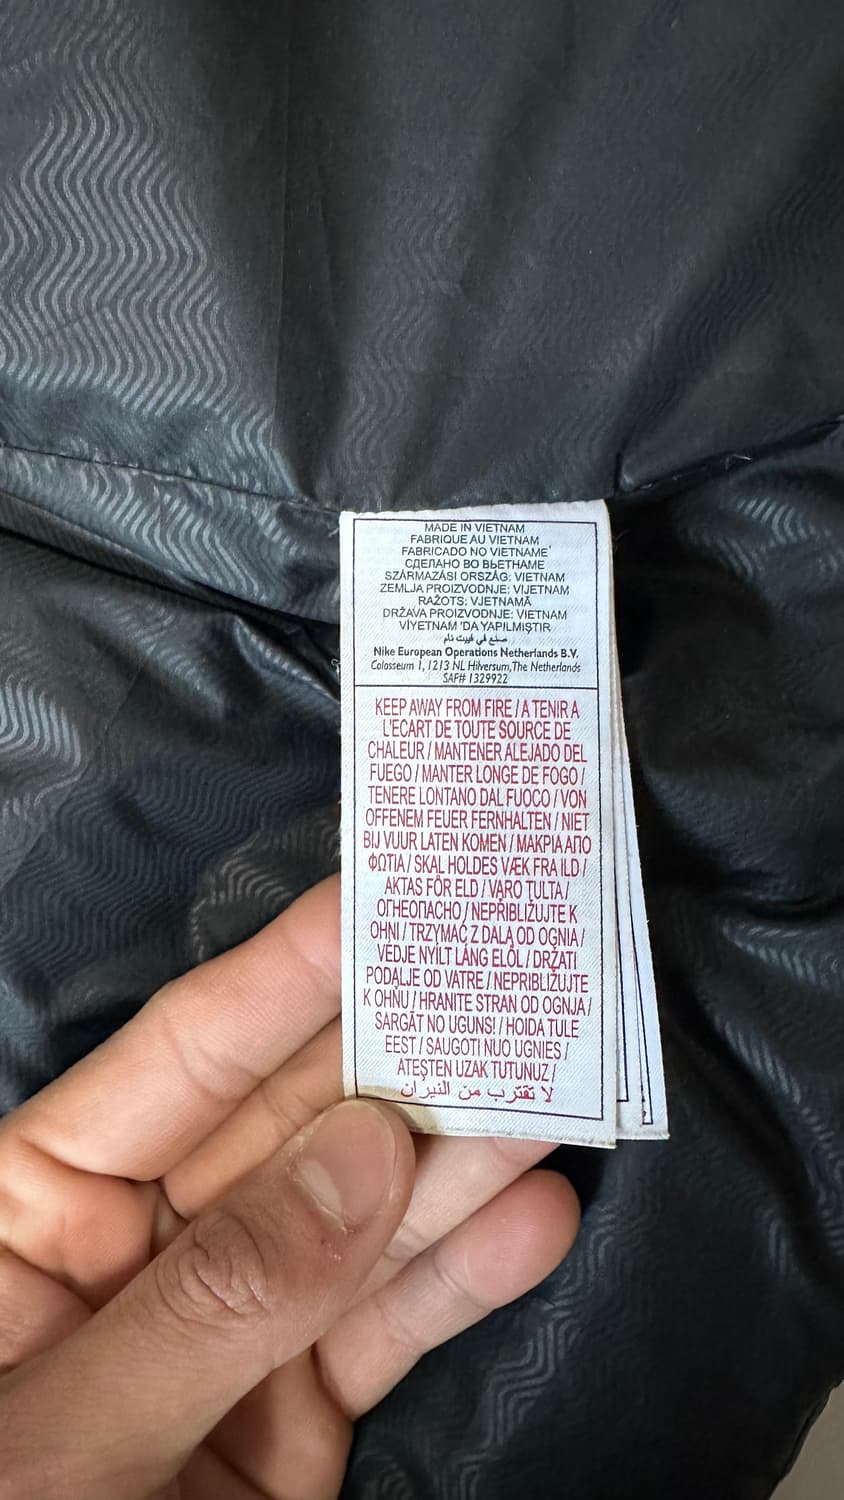 MADE IN VIETNAM
FABRIQUE AU VIETNAM
FABRICADO NO VIETNAME
СДЕЛАНО ВО ВЬЕТНАМЕ
SZÁRMAZÁSI ORSZÁG: VIETNAM
ZEMLJA PROIZVODNJE: VIJETNAM
RAŽOTS: VJETNAMĀ
DRŽAVA PROIZVODNJE: VIETNAM
VİYETNAM 'DA YAPILMIŞTIR
صنع في فييت نام
Nike European Operations Netherlands B.V.
Colosseum 1, 1213 NL Hilversum, The Netherlands
SAF# 1329922
KEEP AWAY FROM FIRE / A TENIR A
L'ECART DE TOUTE SOURCE DE
CHALEUR / MANTENER ALEJADO DEL
FUEGO / MANTER LONGE DE FOGO /
TENERE LONTANO DAL FUOCO / VON
OFFENEM FEUER FERNHALTEN / NIET
BIJ VUUR LATEN KOMEN / ΜΑΚΡΙΑ ΑΠΟ
ΦΩΤΙΑ / SKAL HOLDES VÆK FRA ILD /
AKTAS FÖR ELD / VARO TULTA /
ОГНЕОПАСНО / NEPŘIBLIŽUJTE K
OHNI / TRZYMAĆ Z DALA OD OGNIA /
VÉDJE NYÍLT LÁNG ELŐL / DRŽATI
PODALJE OD VATRE / NEPRIBLIŽUJTE
K OHŇU / HRANITE STRAN OD OGNJA /
SARGĀT NO UGUNS! / HOIDA TULE
EEST / SAUGOTI NUO UGNIES /
ATEŞTEN UZAK TUTUNUZ /
لا تقترب من النيران